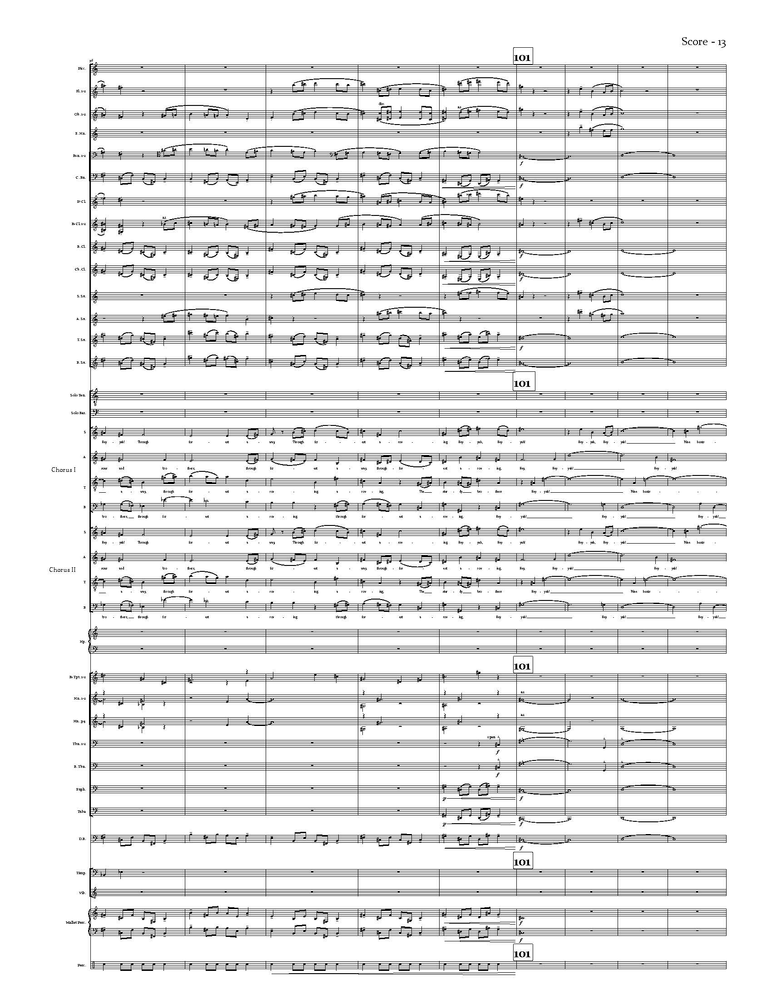 Score - 13
101
96
Picc.
Fl. 1-2
Ob. 1-2
div.
a2
E. Hn.
Bsn. 1-2
f
C. Bn.
f
E♭ Cl.
B♭ Cl. 1-2
a2
B. Cl.
f
Cb. Cl.
f
S. Sx.
A. Sx.
T. Sx.
f
B. Sx.
101
Solo Ten.
Solo Bar.
Chorus I
S
Hey - yah! Through for - est a - way, Through for - est a - rov - ing. Hey - yah, Hey - yah! Hey - yah, Hey - yah! Nine hunts -
A
sons and bro - thers, through for - est a - way, through - for - est a - rov - ing, Hey, Hey - yah! Hey - yah!
T
a - way, through for - est a - rov - ing a - rov - ing, The stur - dy bro - thers Hey - yah! Nine hunts -
B
bro - thers, through for - est a - rov - ing through for - est a - rov - ing, Hey - yah! Hey - yah! Hey - yah!
Chorus II
S
Hey - yah! Through for - est a - way, Through for - est a - rov - ing. Hey - yah, Hey - yah! Hey - yah, Hey - yah! Nine hunts -
A
sons and bro - thers, through for - est a - way, through - for - est a - rov - ing, Hey, Hey - yah! Hey - yah!
T
a - way, through for - est a - rov - ing a - rov - ing, The stur - dy bro - thers Hey - yah! Nine hunts -
B
bro - thers, through for - est a - rov - ing through for - est a - rov - ing, Hey - yah! Hey - yah! Hey - yah!
Hp.
101
B♭ Tpt. 1-2
Hn. 1-2
a2
Hn. 3-4
a2
Tbn. 1-2
open
f
B. Tbn.
f
Euph.
p f
Tuba
p f
D.B.
f
101
Timp.
Vib.
Mallet Perc.
f
f
101
Perc.